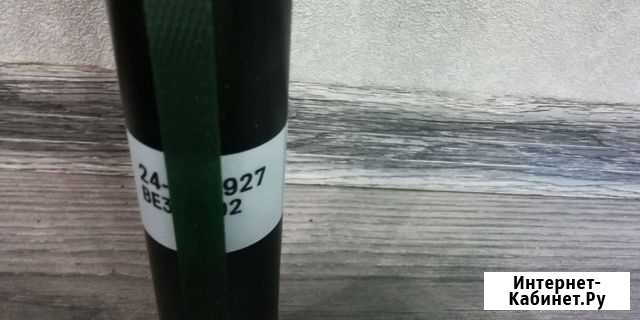 24- 927
BE3 02
Интернет-
Кабинет.Ру